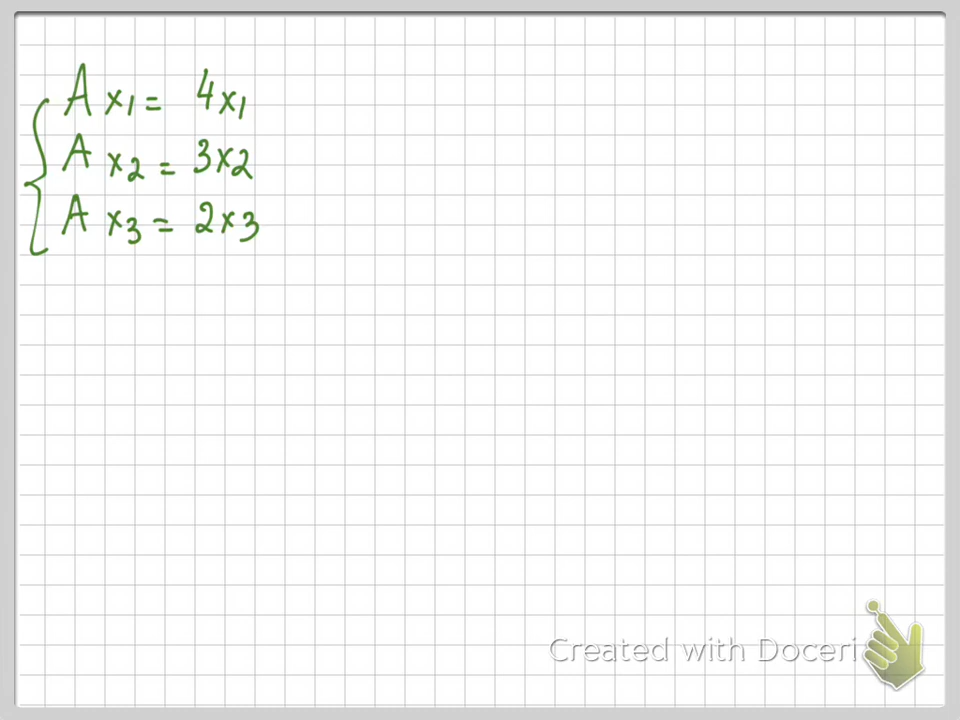 A x1 = 4x1
A x2 = 3x2
A x3 = 2x3
Created with Doceri